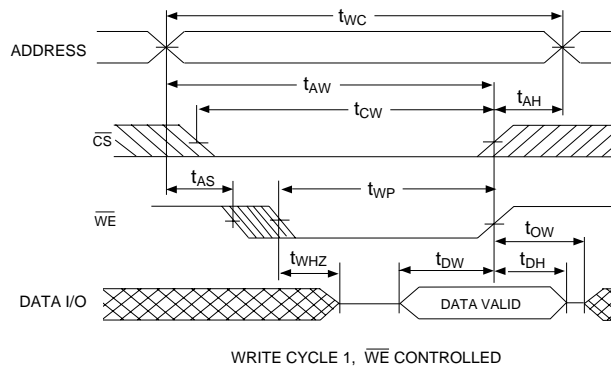 tWC
ADDRESS
tAW
tCW
tAH
CS
tAS
tWP
WE
tOW
tWHZ
tDW
tDH
DATA I/O
DATA VALID
WRITE CYCLE 1, WE CONTROLLED